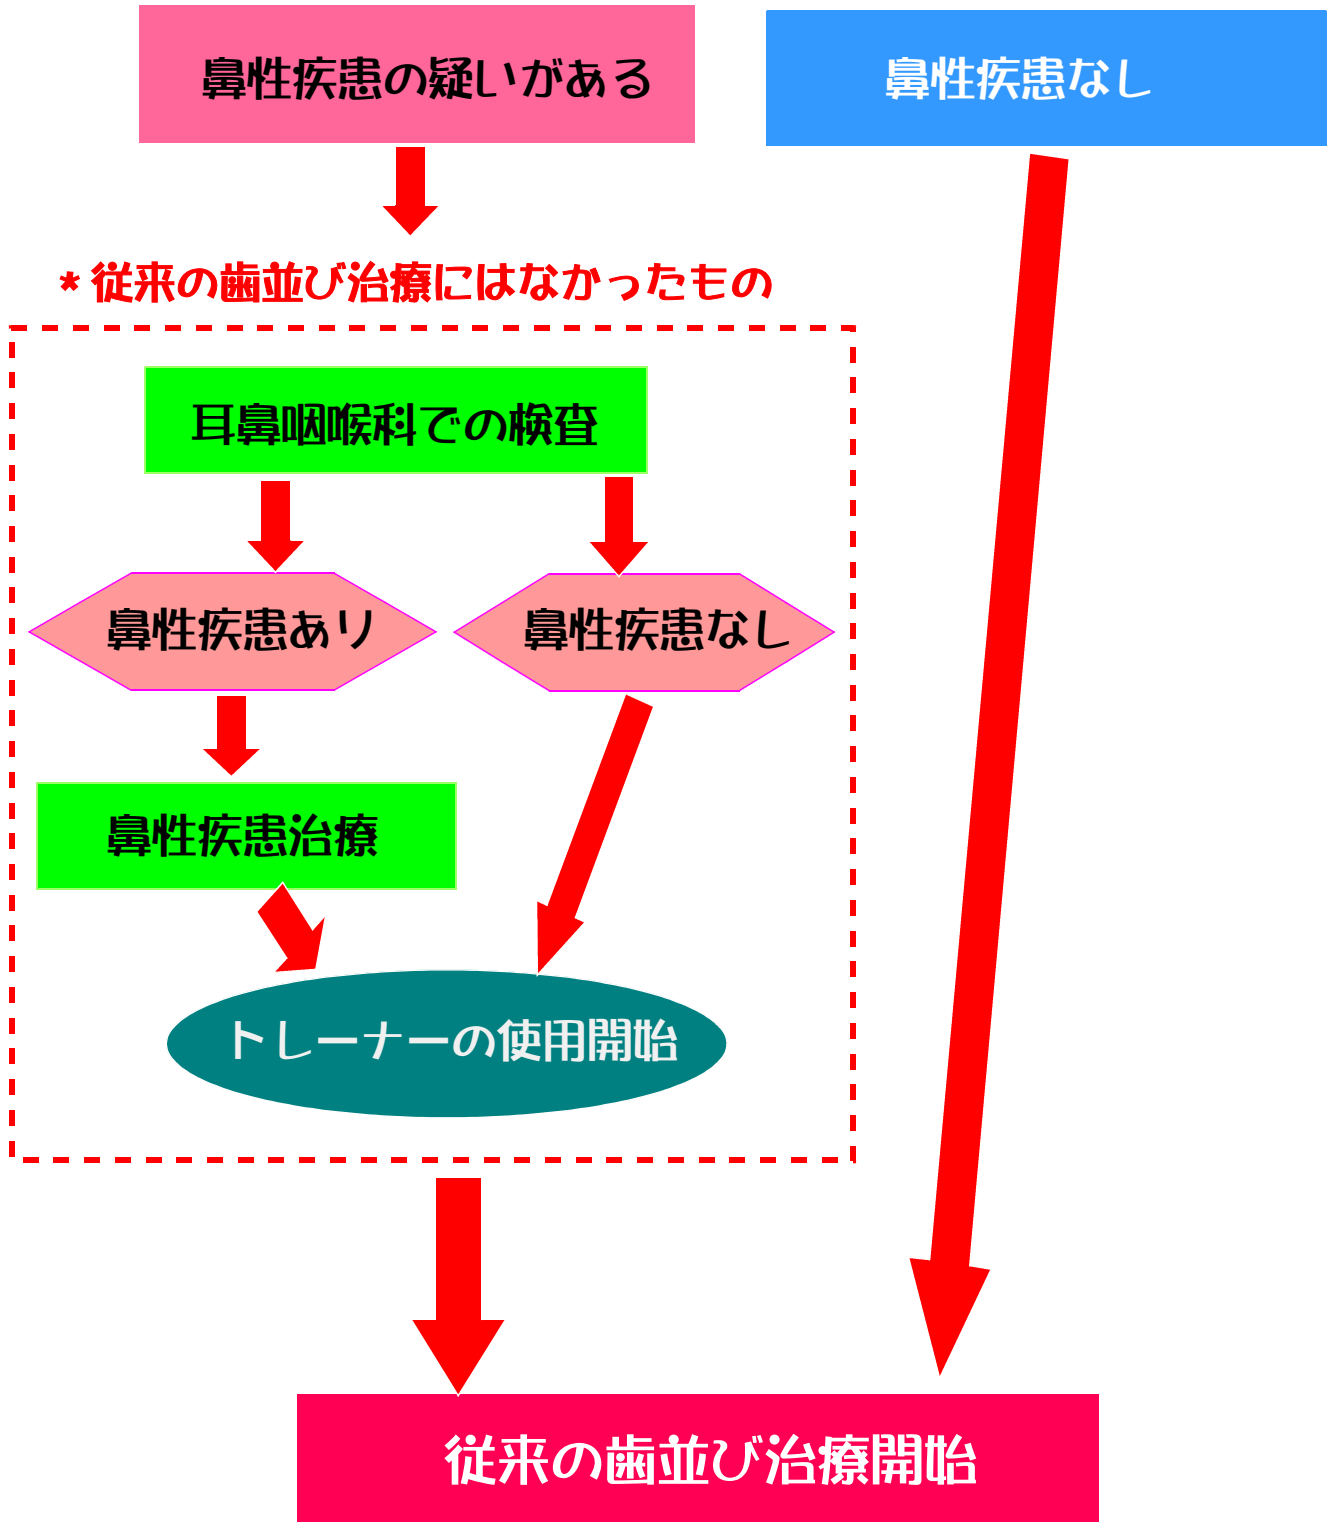 鼻性疾患の疑いがある
鼻性疾患なし
*従来の歯並び治療にはなかったもの
耳鼻咽喉科での検査
鼻性疾患あり
鼻性疾患なし
鼻性疾患治療
トレーナーの使用開始
従来の歯並び治療開始